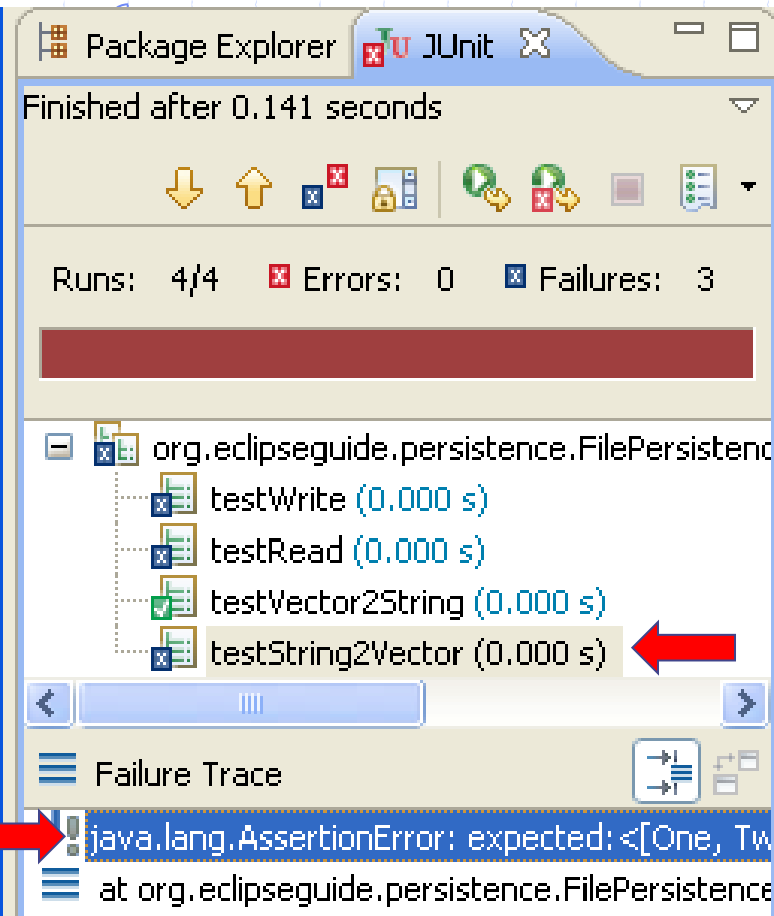 Package Explorer JUnit
Finished after 0.141 seconds
Runs: 4/4 Errors: 0 Failures: 3
org.eclipseguide.persistence.FilePersistenc
testWrite (0.000 s)
testRead (0.000 s)
testVector2String (0.000 s)
testString2Vector (0.000 s)
Failure Trace
java.lang.AssertionError: expected:<[One, Tw
at org.eclipseguide.persistence.FilePersistence